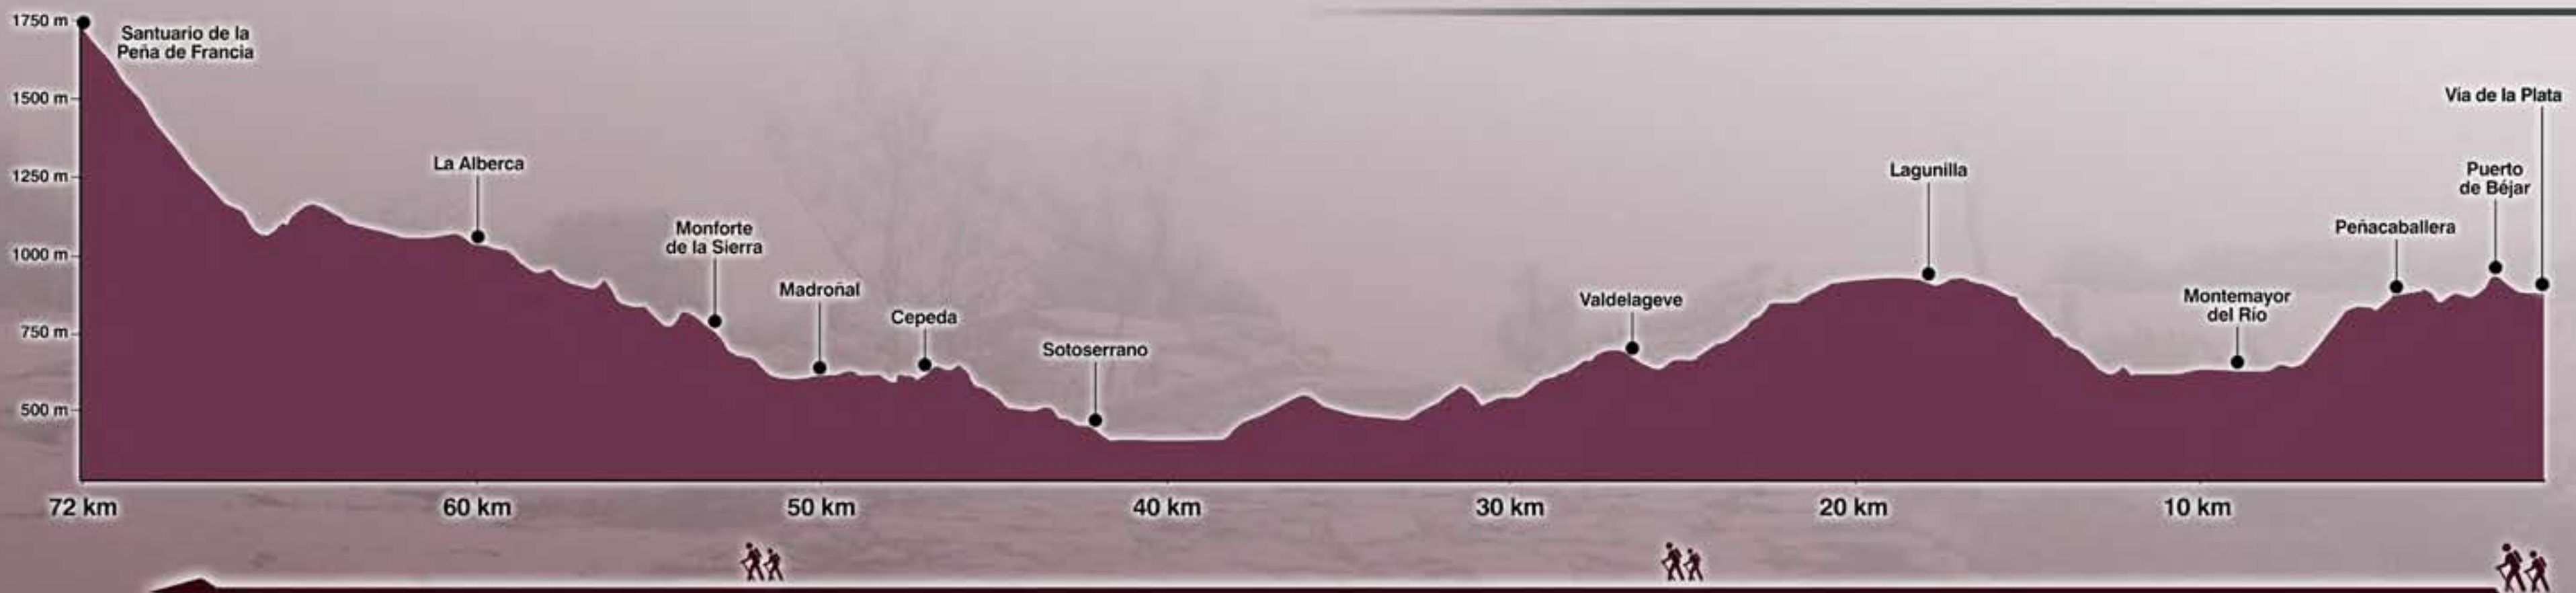 1750 m
Santuario de la
Peña de Francia
1500 m
Vía de la Plata
La Alberca
1250 m
Lagunilla
Puerto
de Béjar
Monforte
de la Sierra
Peñacaballera
1000 m
Madroñal
Cepeda
Valdelageve
Montemayor
del Río
750 m
Sotoserrano
500 m
72 km
60 km
50 km
40 km
30 km
20 km
10 km